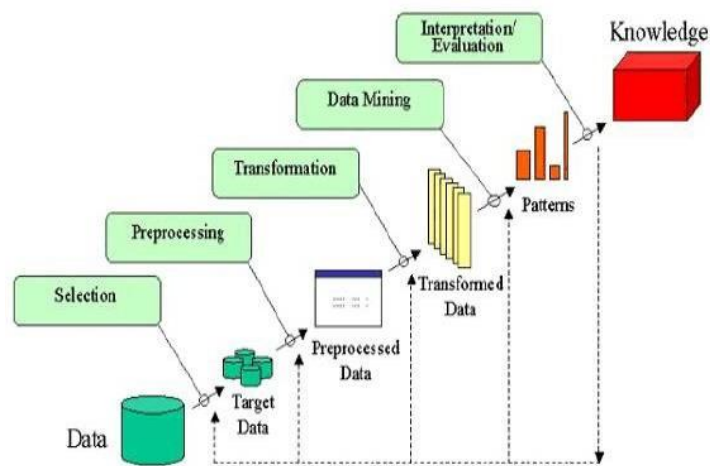 Interpretation/
Evaluation
Knowledge
Data Mining
Transformation
Patterns
Preprocessing
Transformed
Data
Selection
Preprocessed
Data
Target
Data
Data